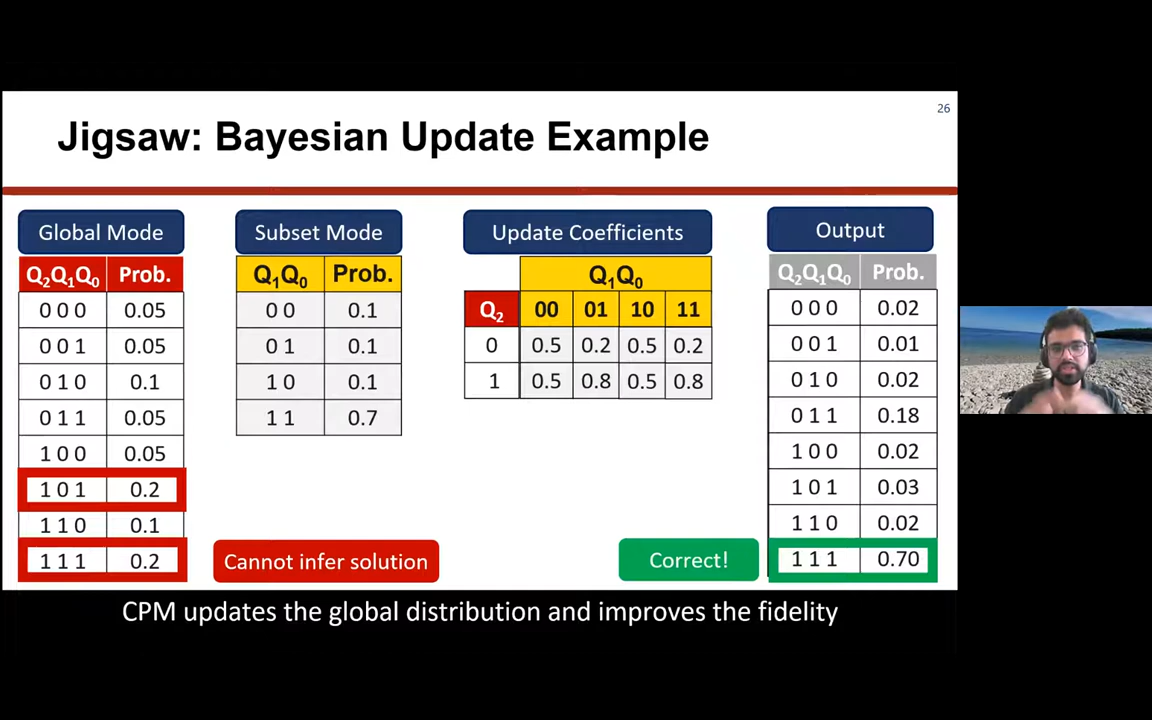 26
Jigsaw: Bayesian Update Example
Global Mode
Q2Q1Q0 Prob.
0 0 0 0.05
0 0 1 0.05
0 1 0 0.1
0 1 1 0.05
1 0 0 0.05
1 0 1 0.2
1 1 0 0.1
1 1 1 0.2
Subset Mode
Q1Q0 Prob.
0 0 0.1
0 1 0.1
1 0 0.1
1 1 0.7
Cannot infer solution
Update Coefficients
Q1Q0
Q2 00 01 10 11
0 0.5 0.2 0.5 0.2
1 0.5 0.8 0.5 0.8
Output
Q2Q1Q0 Prob.
0 0 0 0.02
0 0 1 0.01
0 1 0 0.02
0 1 1 0.18
1 0 0 0.02
1 0 1 0.03
1 1 0 0.02
1 1 1 0.70
Correct!
CPM updates the global distribution and improves the fidelity